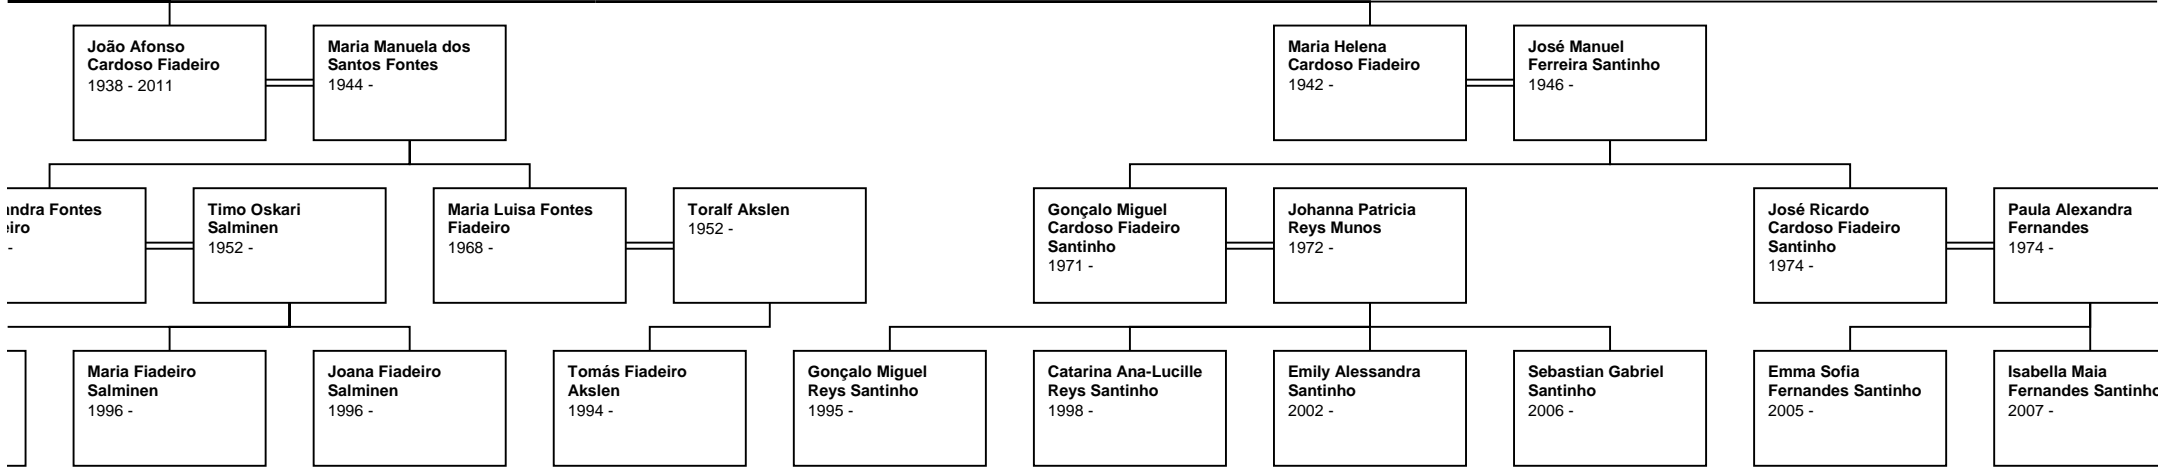 João Afonso
Cardoso Fiadeiro
1938 - 2011
Maria Manuela dos
Santos Fontes
1944 -
Maria Helena
Cardoso Fiadeiro
1942 -
José Manuel
Ferreira Santinho
1946 -
Fontes
-
Timo Oskari
Salminen
1952 -
Maria Luisa Fontes
Fiadeiro
1968 -
Toralf Akslen
1952 -
Gonçalo Miguel
Cardoso Fiadeiro
Santinho
1971 -
Johanna Patricia
Reys Munos
1972 -
José Ricardo
Cardoso Fiadeiro
Santinho
1974 -
Paula Alexandra
Fernandes
1974 -
Maria Fiadeiro
Salminen
1996 -
Joana Fiadeiro
Salminen
1996 -
Tomás Fiadeiro
Akslen
1994 -
Gonçalo Miguel
Reys Santinho
1995 -
Catarina Ana-Lucille
Reys Santinho
1998 -
Emily Alessandra
Santinho
2002 -
Sebastian Gabriel
Santinho
2006 -
Emma Sofia
Fernandes Santinho
2005 -
Isabella Maia
Fernandes Santinho
2007 -